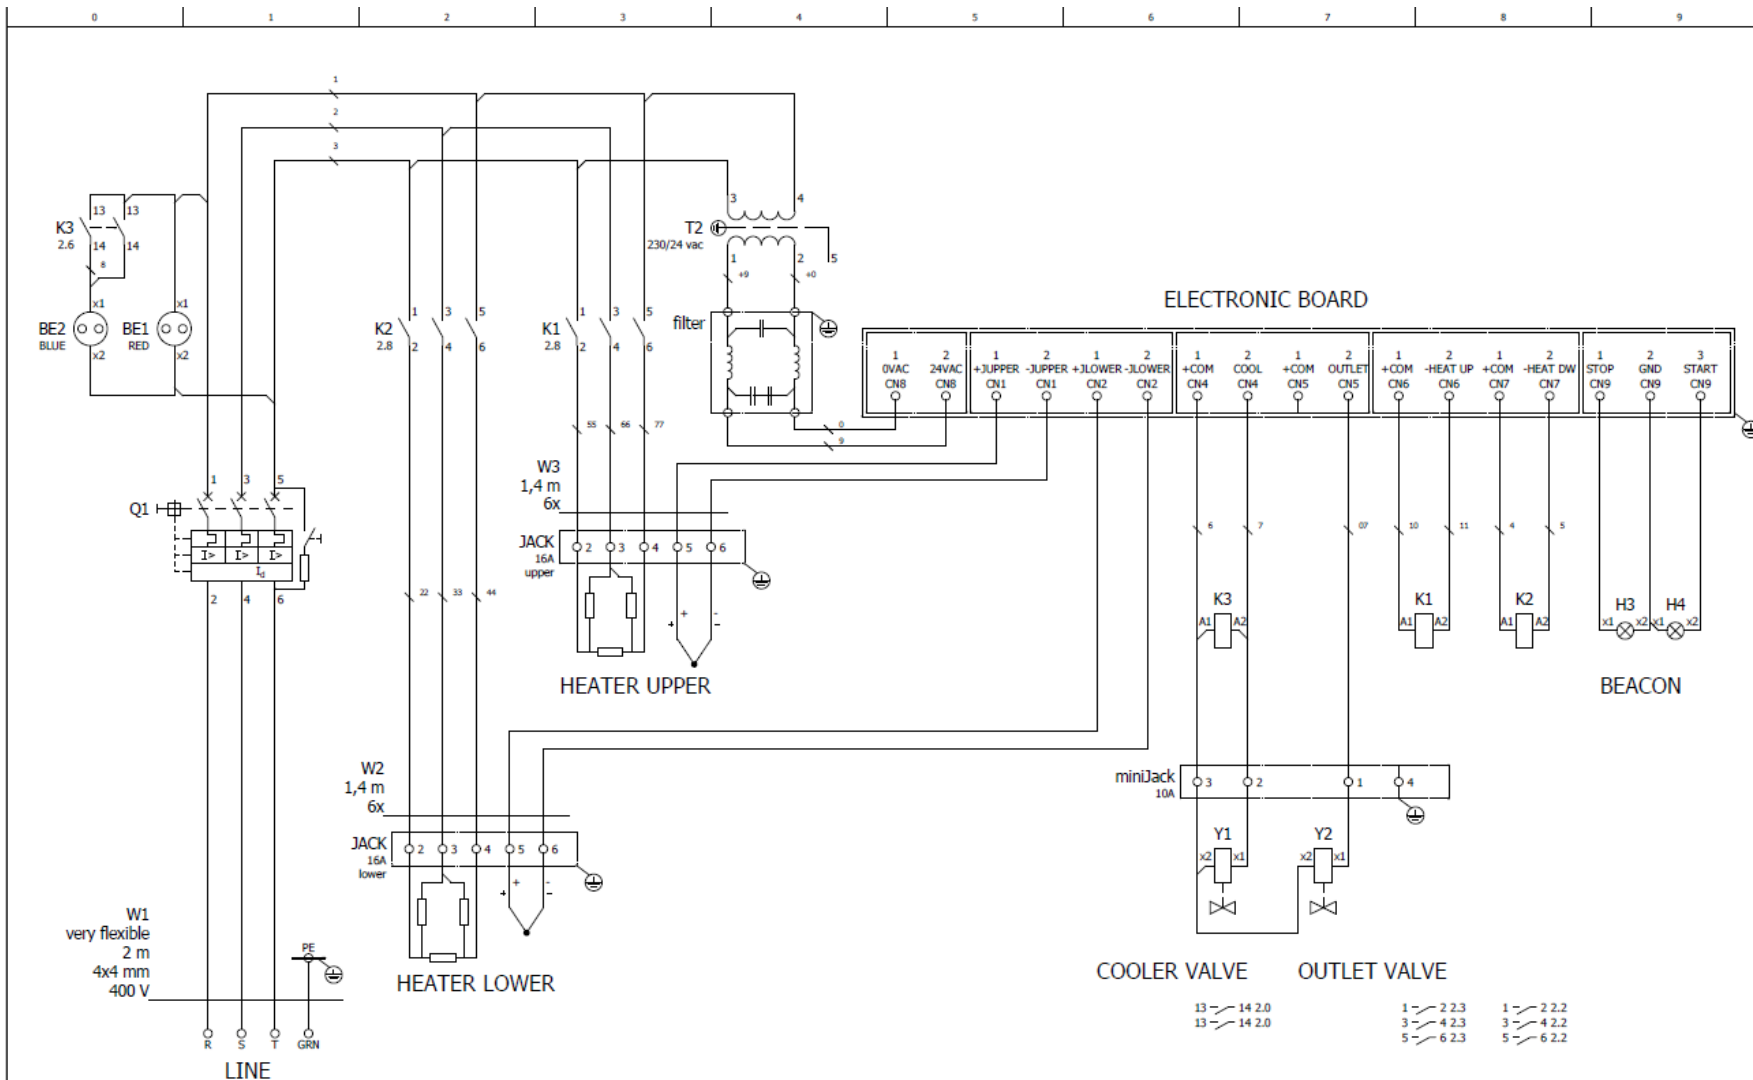 0 1 2 3 4 5 6 7 8 9
1
2
3
13 13
K3
2.6
14 14
8
x1 x1
BE2
BLUE
BE1
RED
x2 x2
3 4
T2
230/24 vac
1 2 5
+9 +0
filter
1 3 5
K2
2.8
2 4 6
1 3 5
K1
2.8
2 4 6
ELECTRONIC BOARD
1 2 1 2 1 2 1 2 1 2 1 2 1 2 1 2 3
0VAC 24VAC +JUPPER -JUPPER +JLOWER -JLOWER +COM COOL +COM OUTLET +COM -HEAT UP +COM -HEAT DW STOP GND START
CN8 CN8 CN1 CN1 CN2 CN2 CN4 CN4 CN5 CN5 CN6 CN6 CN7 CN7 CN9 CN9 CN9
0
9
55 66 77
W3
1,4 m
6x
1 3 5
Q1
I> I> I>
Id
2 4 6
JACK
16A
upper
2 3 4 5 6
+ -
+ -
HEATER UPPER
22 33 44
6 7 07 10 11 4 5
K3
A1 A2
K1
A1 A2
K2
A1 A2
H3 H4
x1 x2 x1 x2
BEACON
W2
1,4 m
6x
JACK
16A
lower
2 3 4 5 6
+ -
+ -
HEATER LOWER
miniJack
10A
3 2 1 4
Y1
x2 x1
Y2
x2 x1
COOLER VALVE
OUTLET VALVE
W1
very flexible
2 m
4x4 mm
400 V
PE
R S T GRN
LINE
13 14 2.0
13 14 2.0
1 2 2.3
3 4 2.3
5 6 2.3
1 2 2.2
3 4 2.2
5 6 2.2